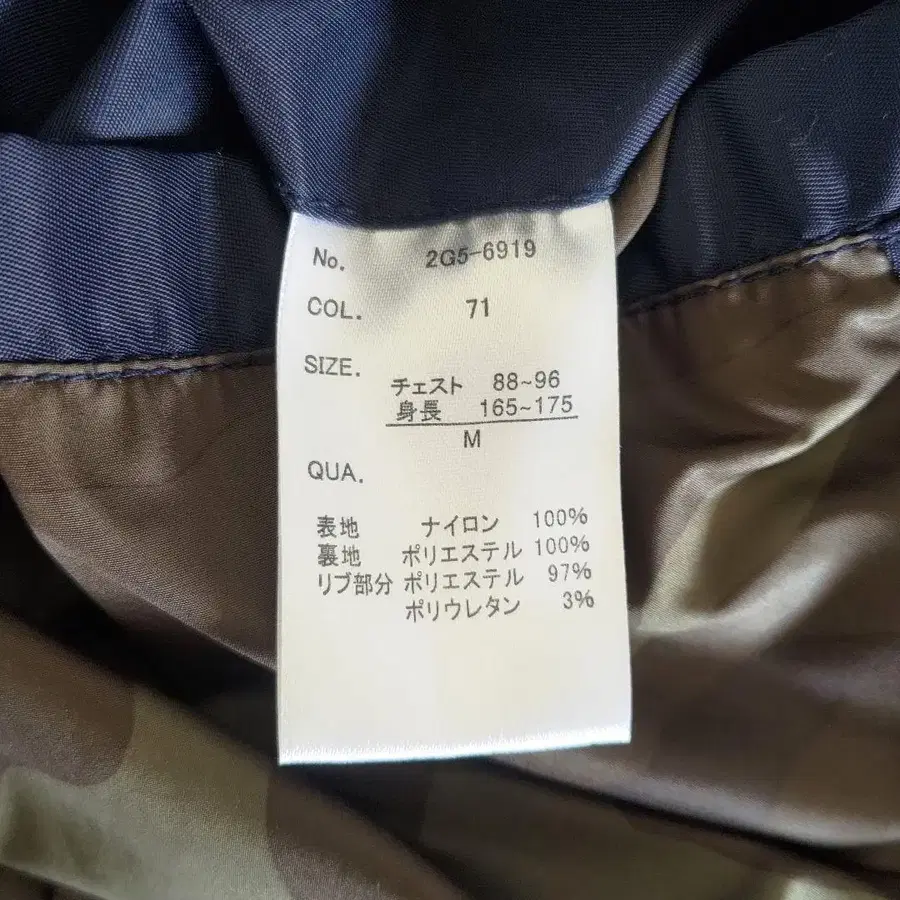 No. 2G5-6919
COL. 71
SIZE.
チェスト 88~96
身長 165~175
M
QUA.
表地 ナイロン 100%
裏地 ポリエステル 100%
リブ部分 ポリエステル 97%
ポリウレタン 3%